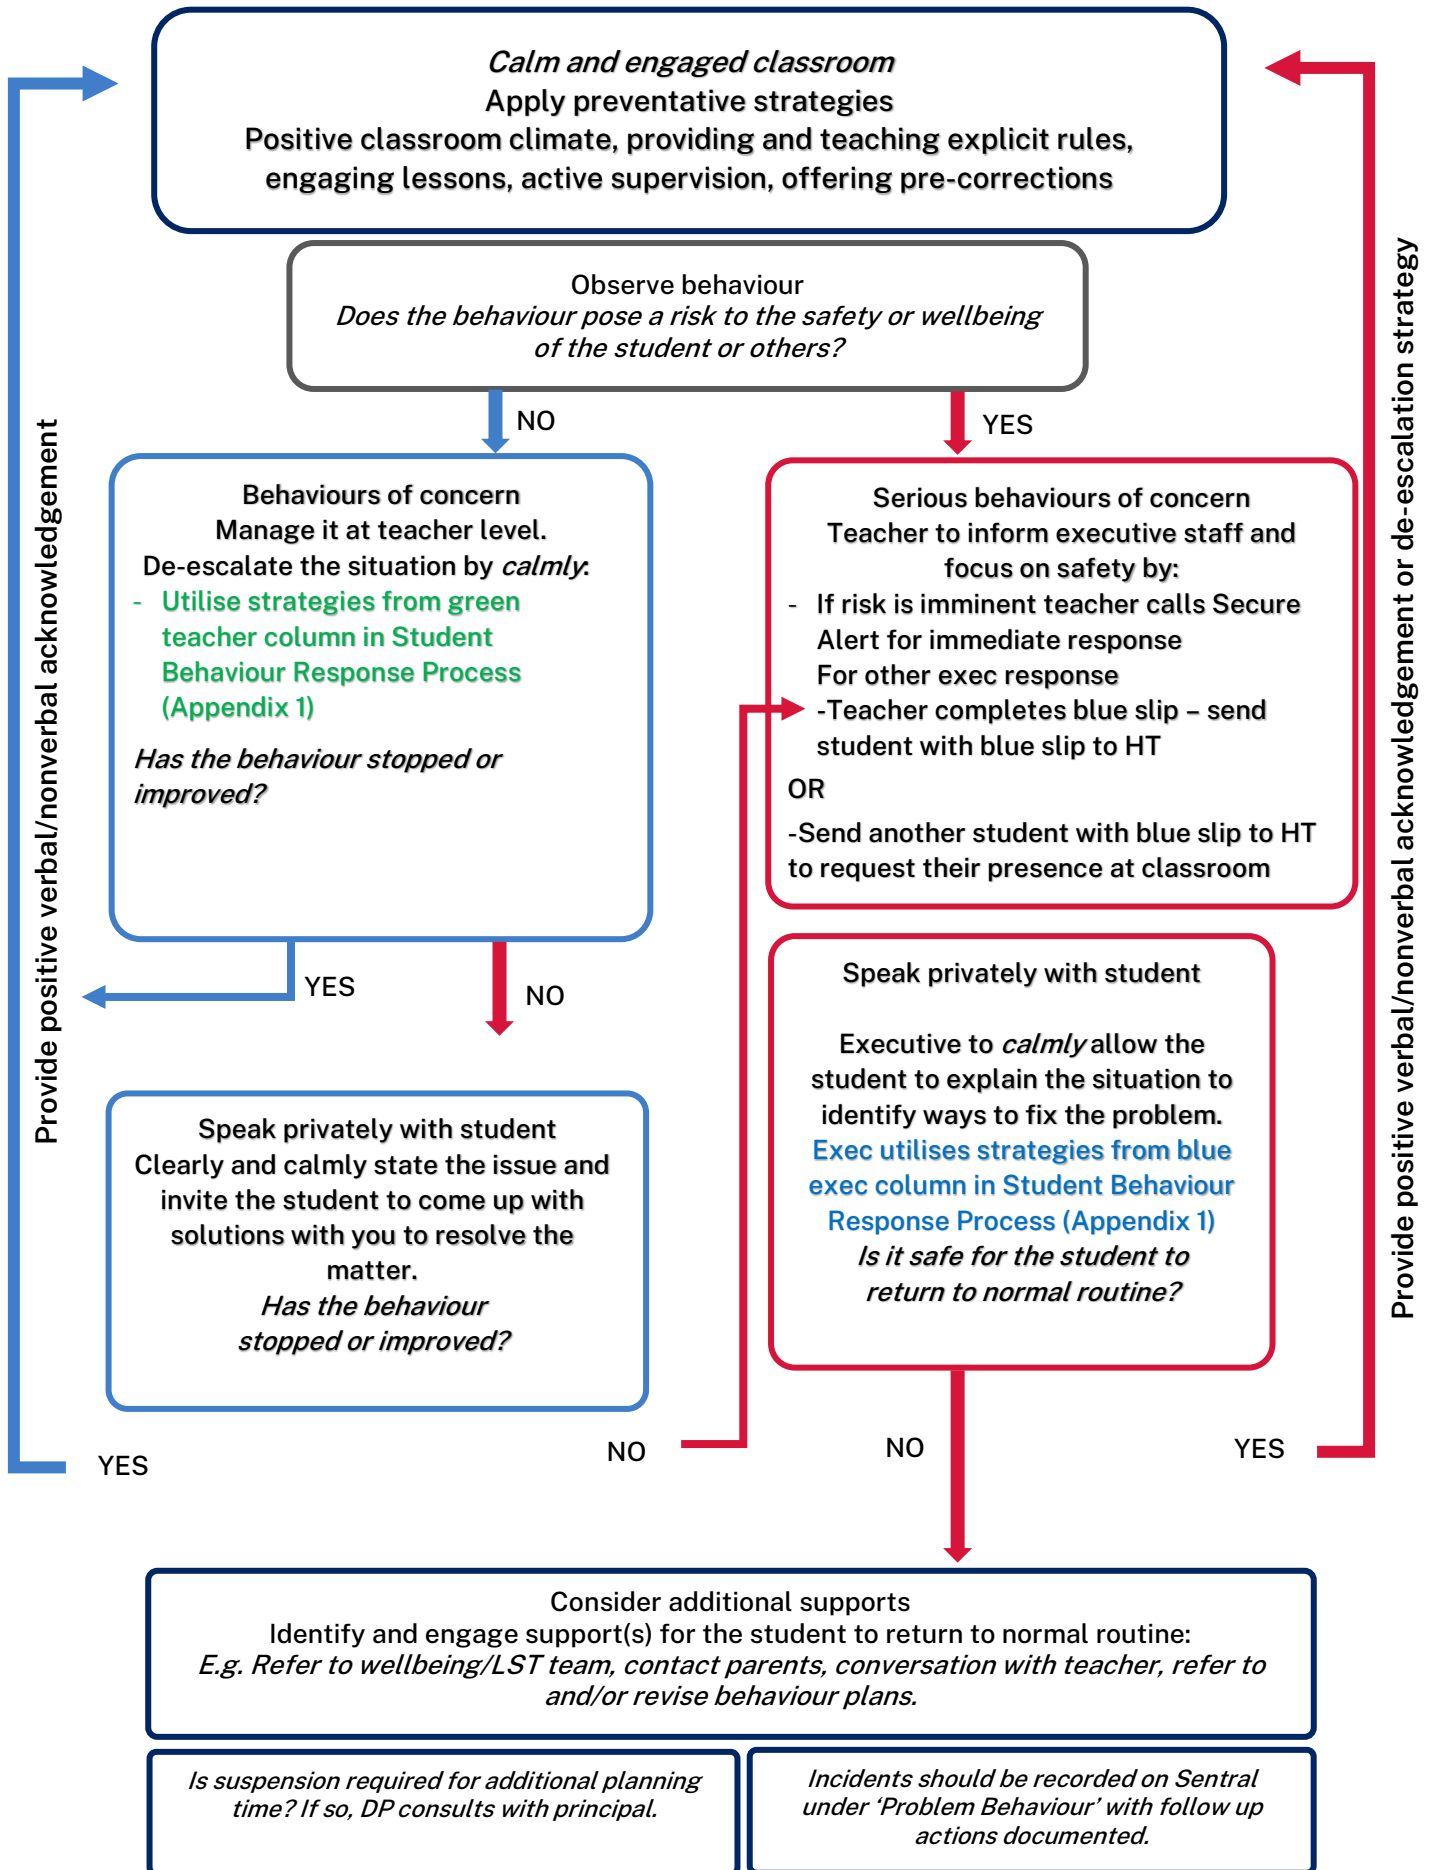 Calm and engaged classroom
Apply preventative strategies
Positive classroom climate, providing and teaching explicit rules,
engaging lessons, active supervision, offering pre-corrections
Observe behaviour
Does the behaviour pose a risk to the safety or wellbeing
of the student or others?
NO
YES
Behaviours of concern
Manage it at teacher level.
De-escalate the situation by calmly:
- Utilise strategies from green
teacher column in Student
Behaviour Response Process
(Appendix 1)
Has the behaviour stopped or
improved?
YES
NO
Speak privately with student
Clearly and calmly state the issue and
invite the student to come up with
solutions with you to resolve the
matter.
Has the behaviour
stopped or improved?
YES
NO
Provide positive verbal/nonverbal acknowledgement
Serious behaviours of concern
Teacher to inform executive staff and
focus on safety by:
- If risk is imminent teacher calls Secure
Alert for immediate response
For other exec response
-Teacher completes blue slip – send
student with blue slip to HT
OR
-Send another student with blue slip to HT
to request their presence at classroom
Speak privately with student
Executive to calmly allow the
student to explain the situation to
identify ways to fix the problem.
Exec utilises strategies from blue
exec column in Student Behaviour
Response Process (Appendix 1)
Is it safe for the student to
return to normal routine?
NO
YES
Provide positive verbal/nonverbal acknowledgement or de-escalation strategy
Consider additional supports
Identify and engage support(s) for the student to return to normal routine:
E.g. Refer to wellbeing/LST team, contact parents, conversation with teacher, refer to
and/or revise behaviour plans.
Is suspension required for additional planning
time? If so, DP consults with principal.
Incidents should be recorded on Sentral
under ‘Problem Behaviour’ with follow up
actions documented.